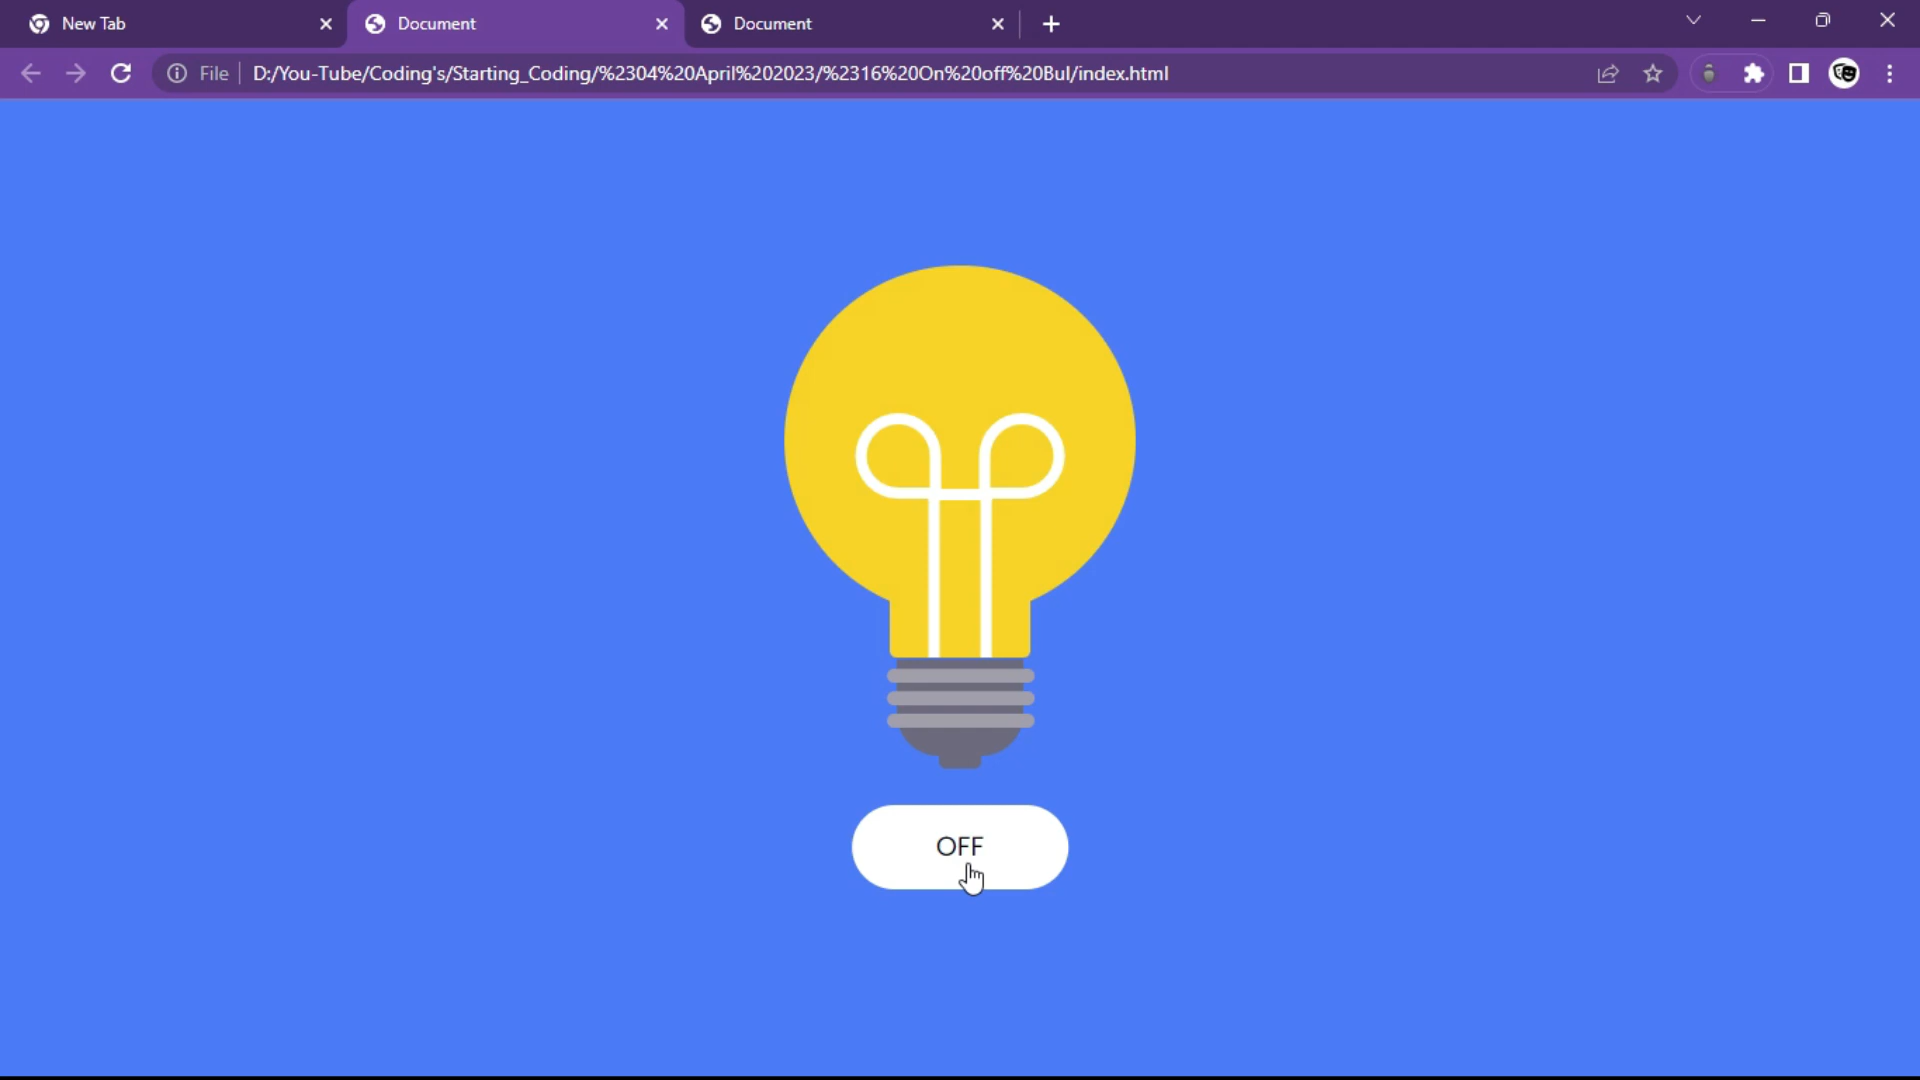 New Tab
Document
Document
File
D:/You-Tube/Coding's/Starting_Coding/%2304%20April%202023/%2316%20On%20off%20Bul/index.html
OFF